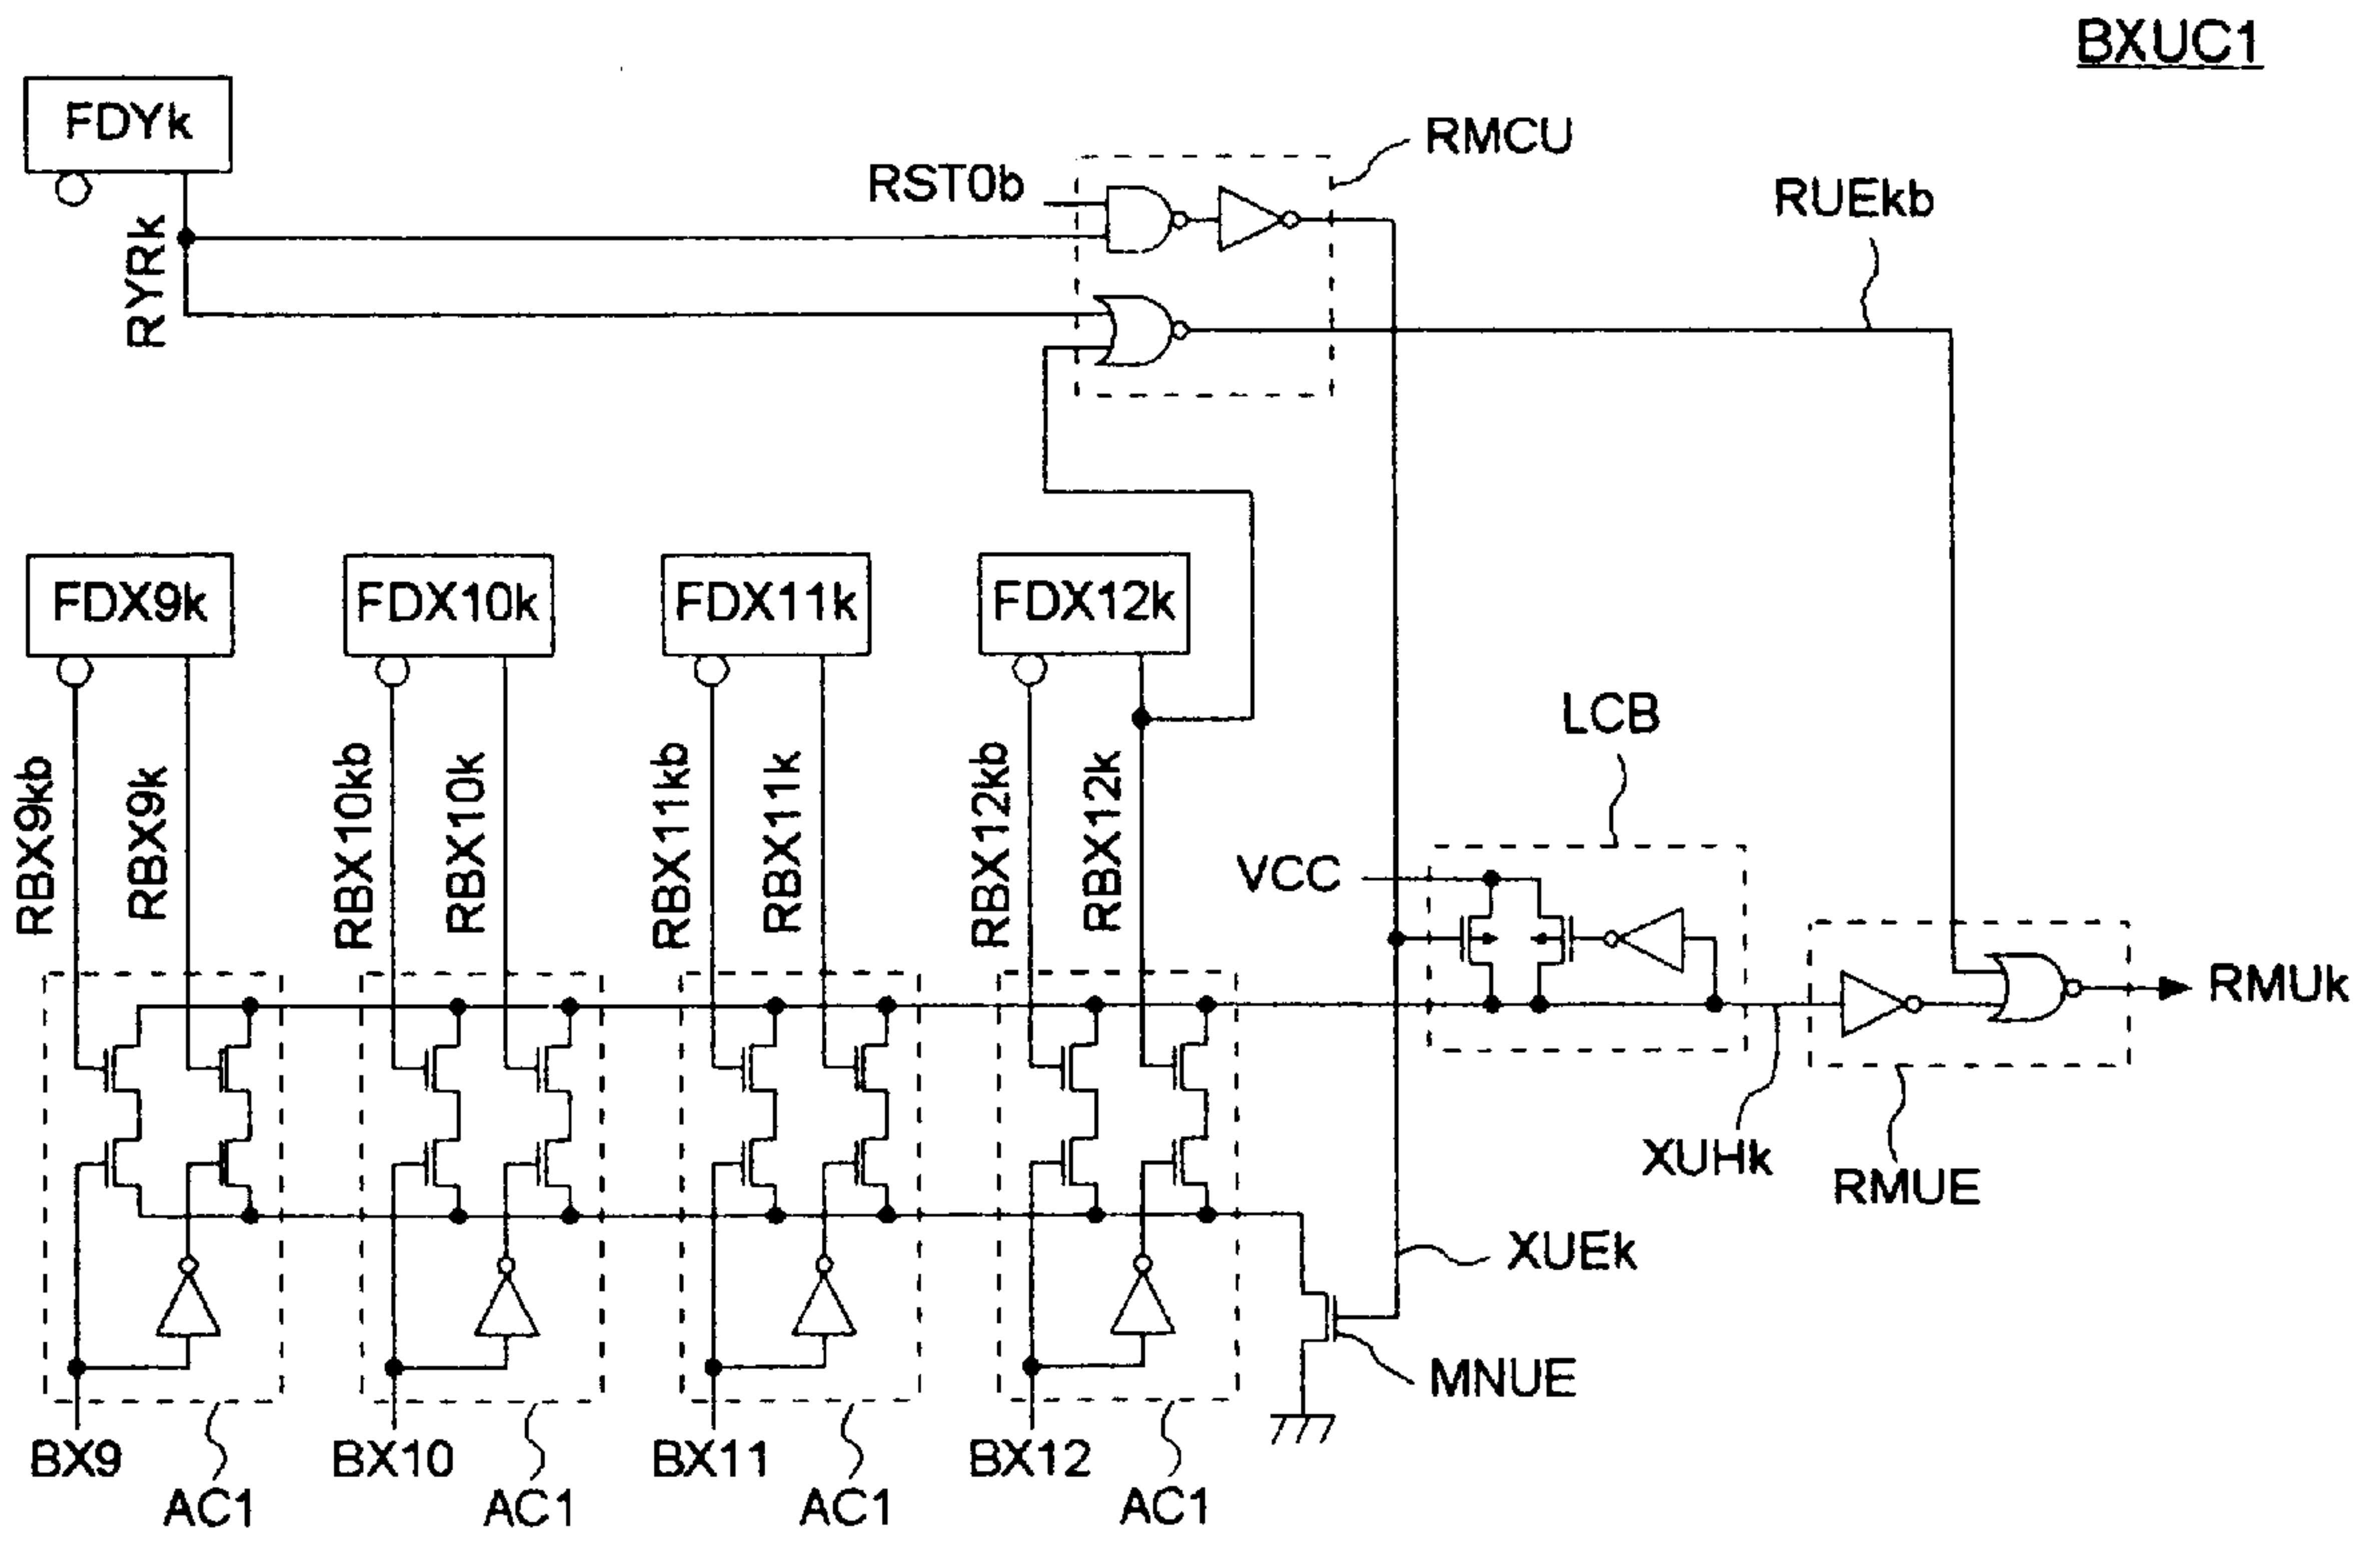 BXUC1
FDYk
RMCU
RST0b
RUEkb
RYRk
FDX9k
FDX10k
FDX11k
FDX12k
LCB
RBX9kb
RBX9k
RBX10kb
RBX10k
RBX11kb
RBX11k
RBX12kb
RBX12k
VCC
RMUk
XUHk
RMUE
XUEk
MNUE
BX9
BX10
BX11
BX12
AC1
AC1
AC1
AC1